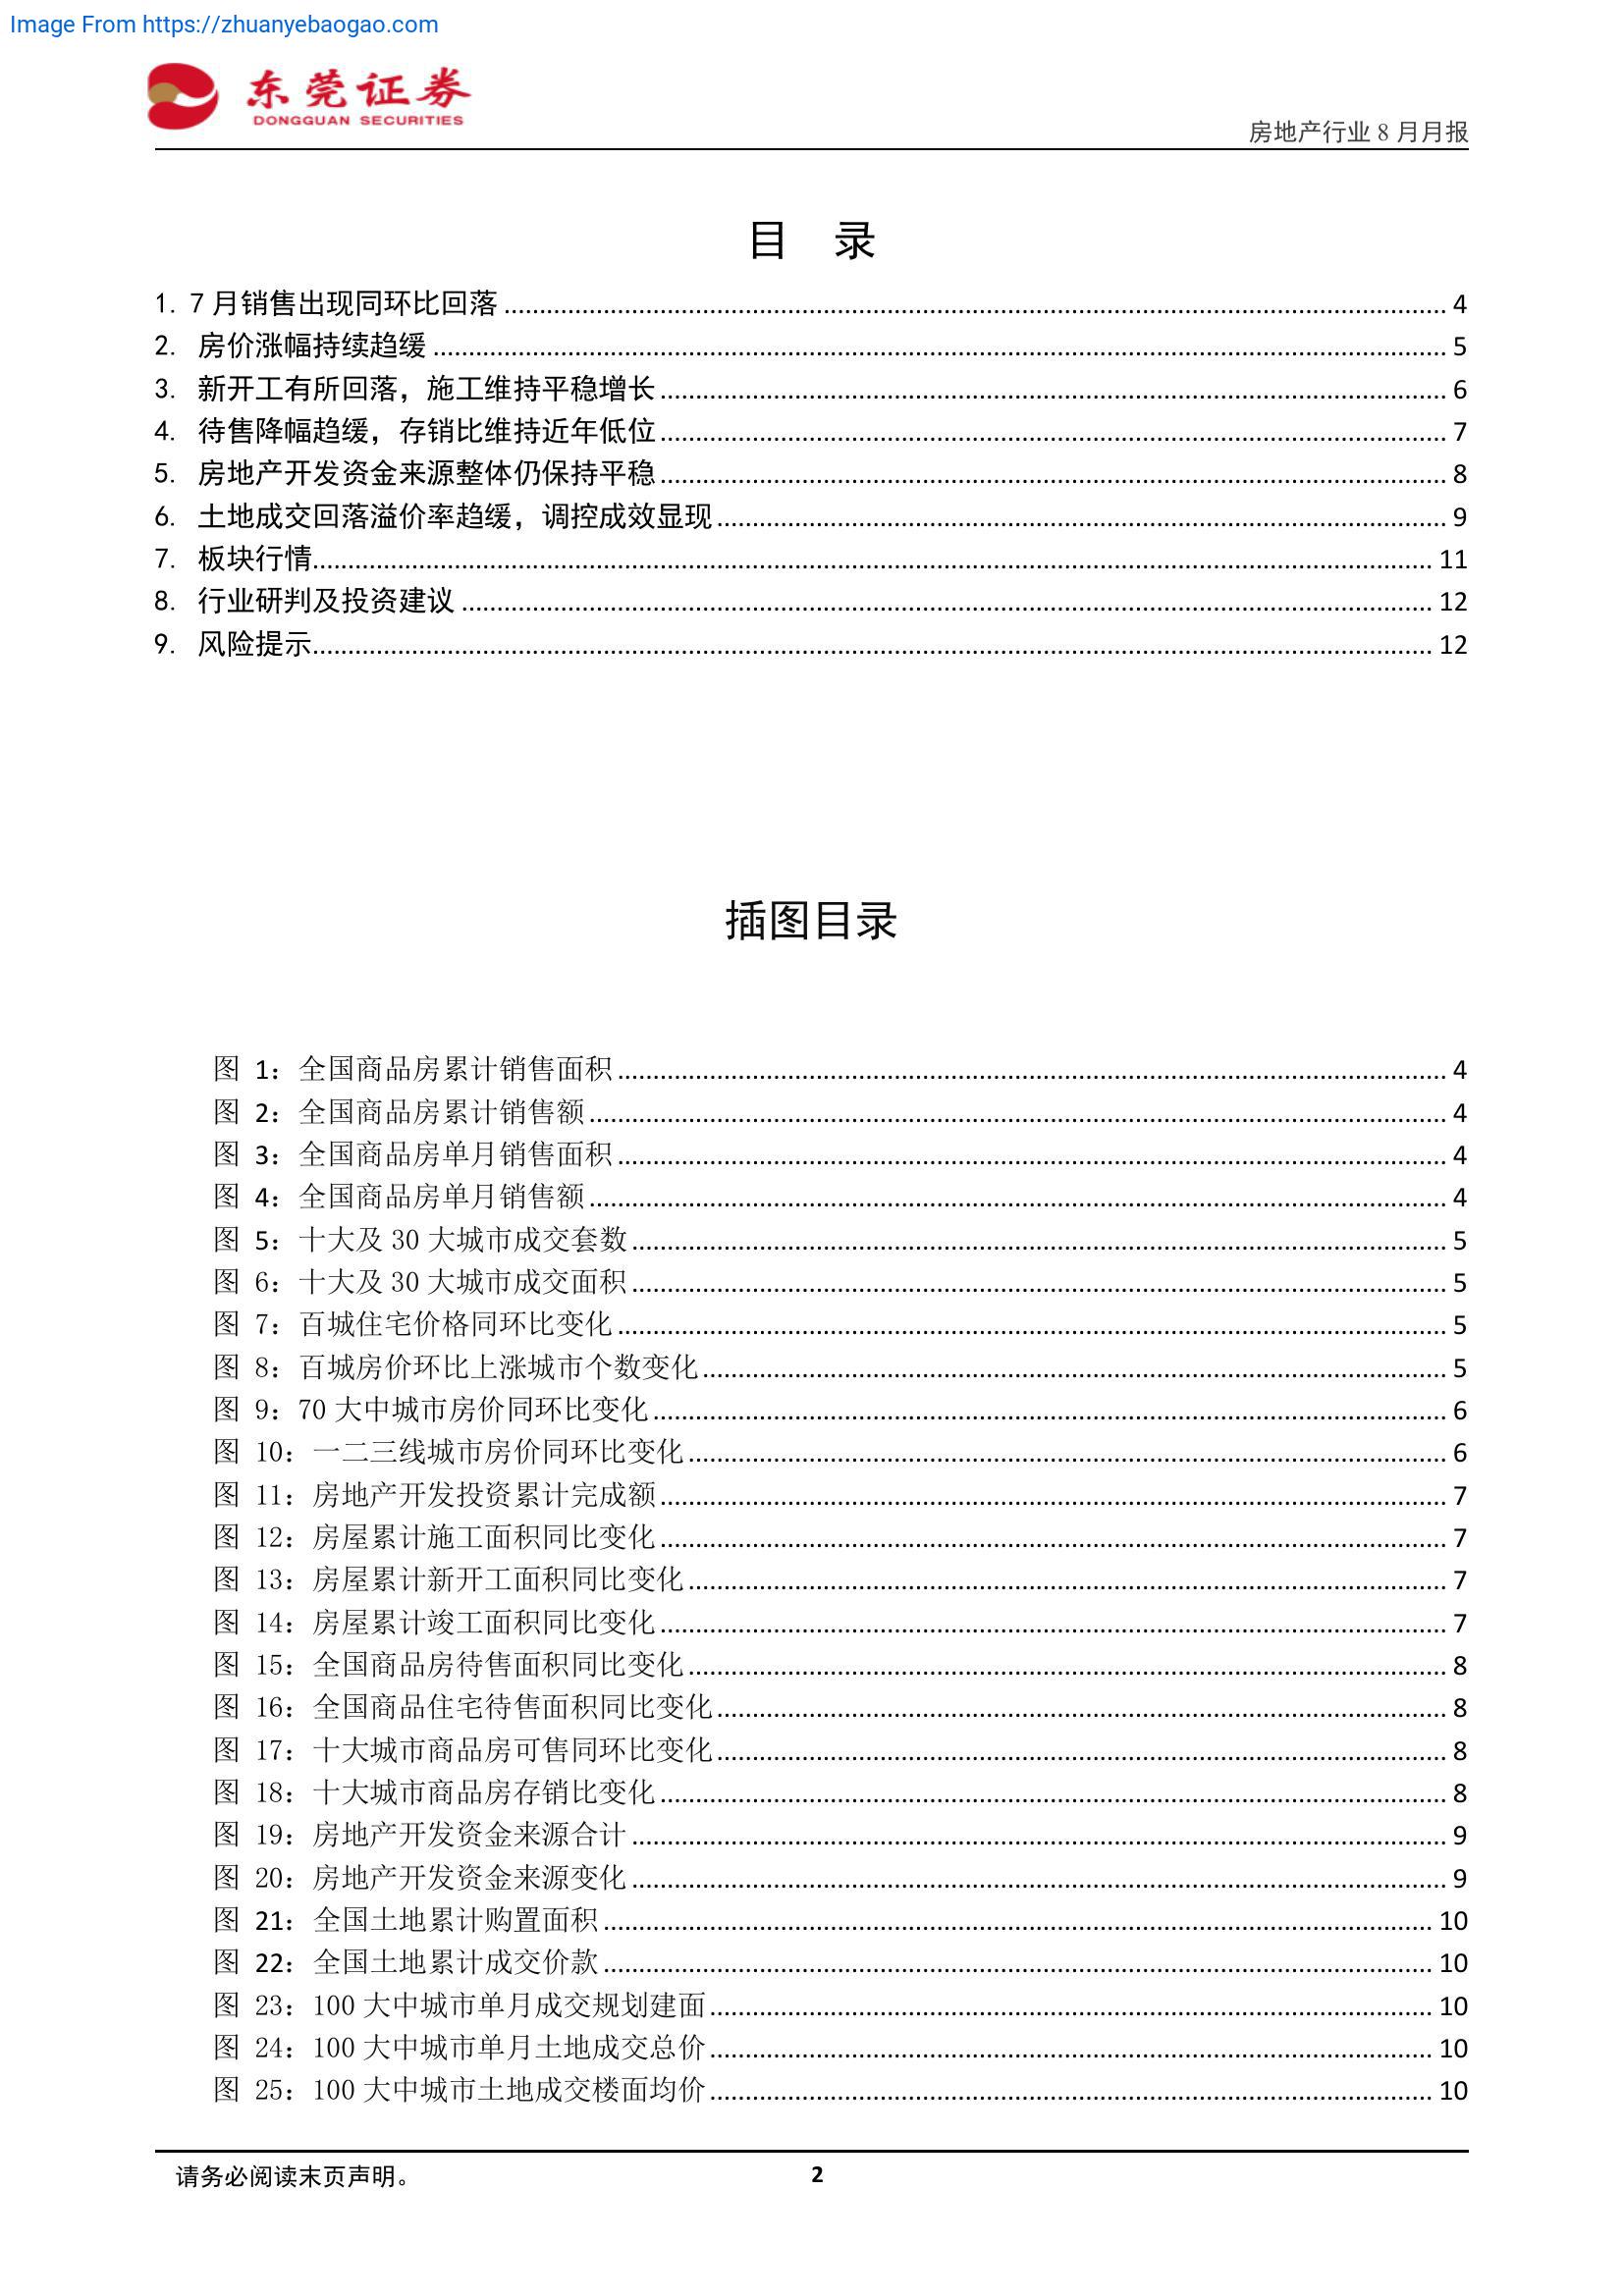 Image From https://zhuanyebaogao.com
东莞证券
DONGGUAN SECURITIES
房地产行业 8 月月报
目 录
1. 7 月销售出现同环比回落 4
2. 房价涨幅持续趋缓 5
3. 新开工有所回落，施工维持平稳增长 6
4. 待售降幅趋缓，存销比维持近年低位 7
5. 房地产开发资金来源整体仍保持平稳 8
6. 土地成交回落溢价率趋缓，调控成效显现 9
7. 板块行情 11
8. 行业研判及投资建议 12
9. 风险提示 12
插图目录
图 1：全国商品房累计销售面积 4
图 2：全国商品房累计销售额 4
图 3：全国商品房单月销售面积 4
图 4：全国商品房单月销售额 4
图 5：十大及 30 大城市成交套数 5
图 6：十大及 30 大城市成交面积 5
图 7：百城住宅价格同环比变化 5
图 8：百城房价环比上涨城市个数变化 5
图 9：70 大中城市房价同环比变化 6
图 10：一二三线城市房价同环比变化 6
图 11：房地产开发投资累计完成额 7
图 12：房屋累计施工面积同比变化 7
图 13：房屋累计新开工面积同比变化 7
图 14：房屋累计竣工面积同比变化 7
图 15：全国商品房待售面积同比变化 8
图 16：全国商品住宅待售面积同比变化 8
图 17：十大城市商品房可售同环比变化 8
图 18：十大城市商品房存销比变化 8
图 19：房地产开发资金来源合计 9
图 20：房地产开发资金来源变化 9
图 21：全国土地累计购置面积 10
图 22：全国土地累计成交价款 10
图 23：100 大中城市单月成交规划建面 10
图 24：100 大中城市单月土地成交总价 10
图 25：100 大中城市土地成交楼面均价 10
请务必阅读末页声明。
2